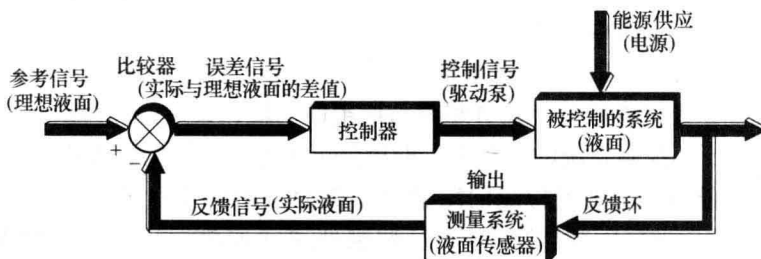 能源供应
(电源)
参考信号
(理想液面)
比较器
误差信号
(实际与理想液面的差值)
控制信号
(驱动泵)
控制器
被控制的系统
(液面)
+
−
输出
反馈信号(实际液面)
测量系统
(液面传感器)
反馈环